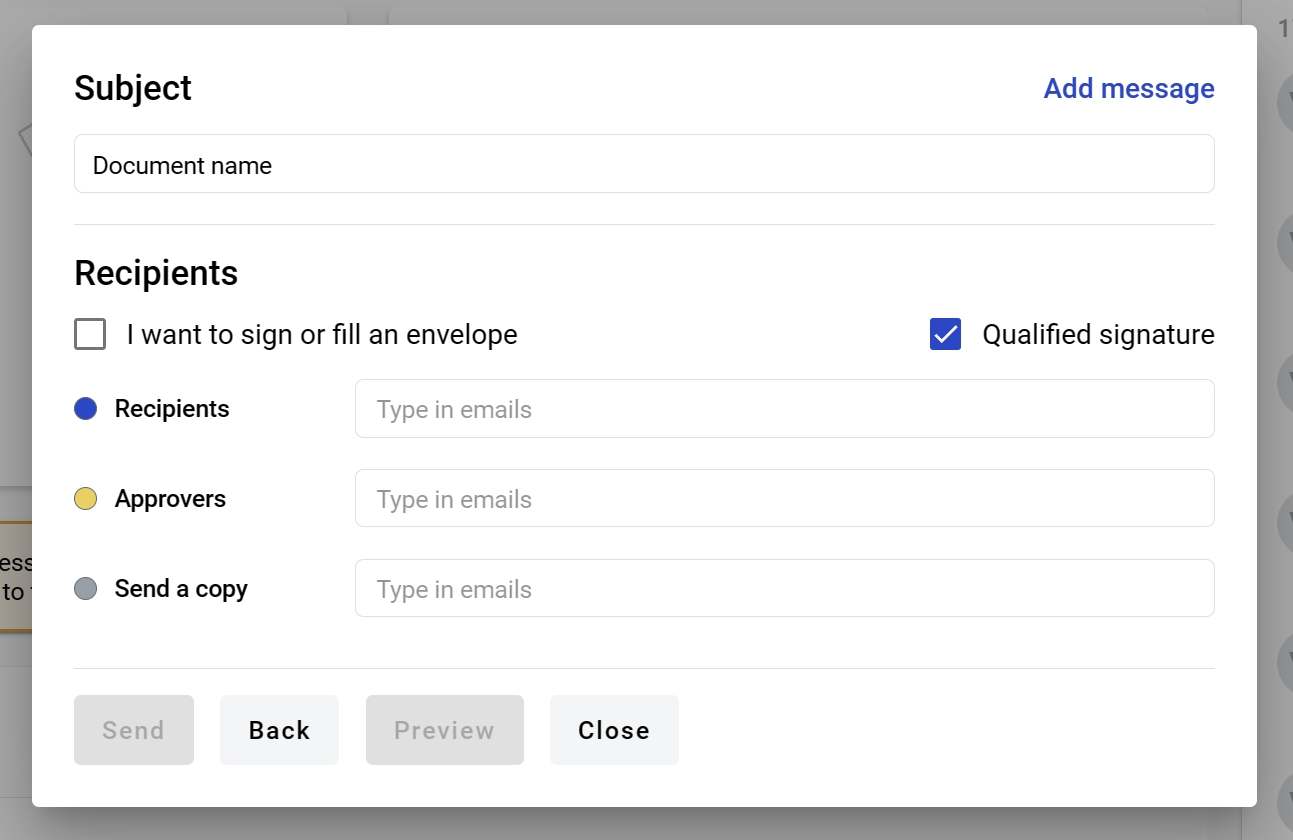 Subject
Add message
Document name
Recipients
I want to sign or fill an envelope
Qualified signature
Recipients
Type in emails
Approvers
Type in emails
Send a copy
Type in emails
Send
Back
Preview
Close
to